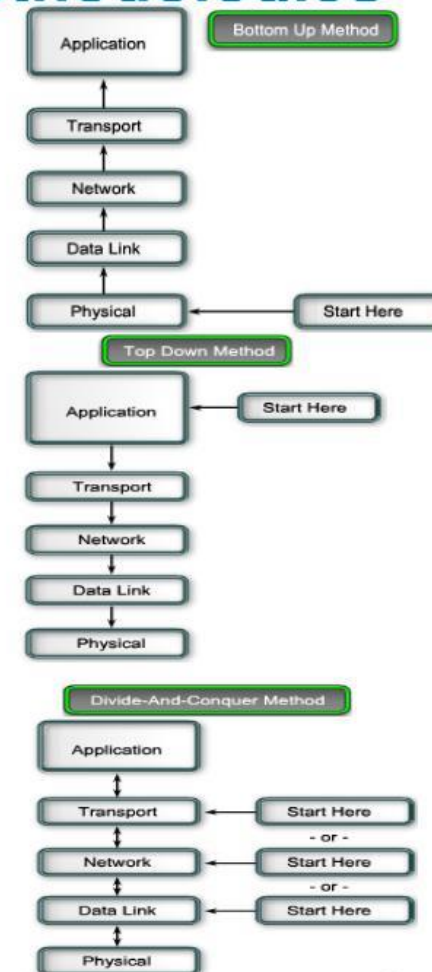 Bottom Up Method
Application
Transport
Network
Data Link
Physical
Start Here
Top Down Method
Application
Start Here
Transport
Network
Data Link
Physical
Divide-And-Conquer Method
Application
Transport
Start Here
- or -
Network
Start Here
- or -
Data Link
Start Here
Physical